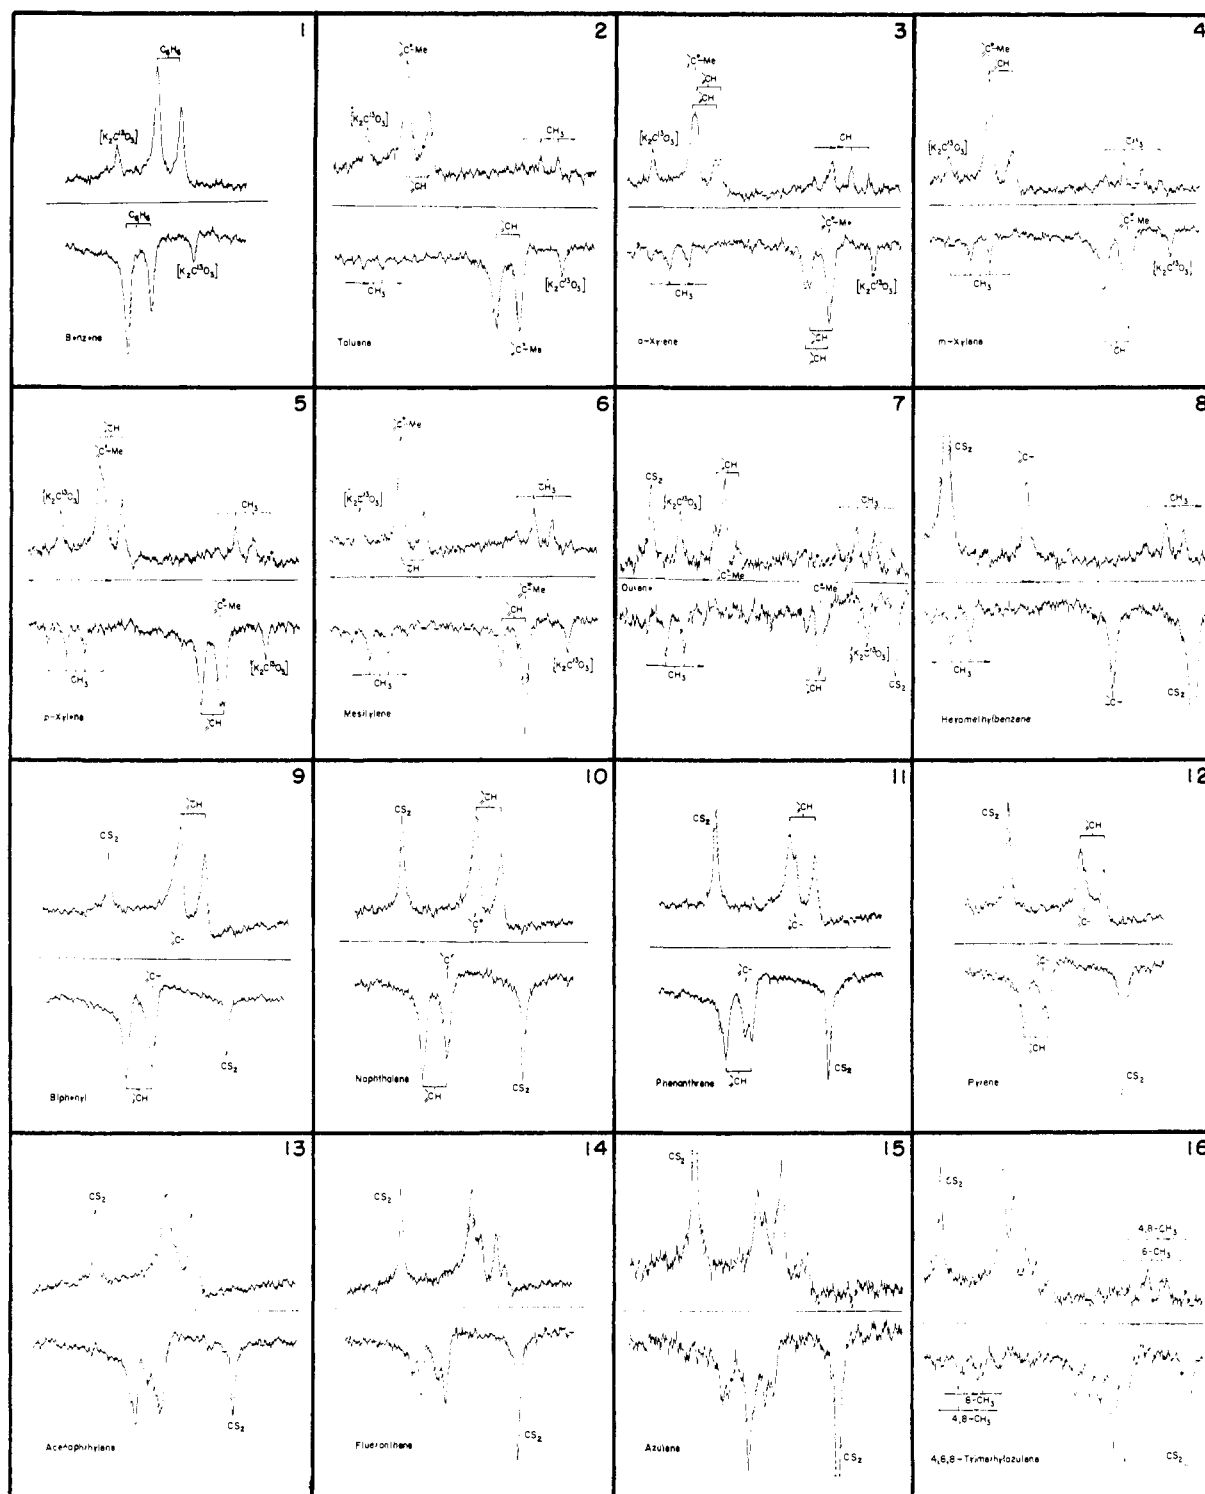 1
C₆H₆
[K₂C¹³O₃]
C₆H₆
[K₂C¹³O₃]
Benzene
2
C*-Me
[K₂C¹³O₃]
CH₃
CH
CH
CH₃
[K₂C¹³O₃]
C*-Me
Toluene
3
C*-Me
CH
CH
[K₂C¹³O₃]
CH
C*-Me
CH₃
[K₂C¹³O₃]
CH
CH
o-Xylene
4
C*-Me
CH
[K₂C¹³O₃]
CH₃
C*-Me
CH₃
[K₂C¹³O₃]
CH
m-Xylene
5
CH
C*-Me
[K₂C¹³O₃]
CH₃
C*-Me
[K₂C¹³O₃]
CH₃
CH
p-Xylene
6
C*-Me
[K₂C¹³O₃]
CH₃
CH
C*-Me
CH
[K₂C¹³O₃]
CH₃
Mesitylene
7
CH
CS₂
[K₂C¹³O₃]
CH₃
C*-Me
Durene
C*-Me
[K₂C¹³O₃]
CH₃
CH
CS₂
8
CS₂
C-
CH₃
CH₃
C-
CS₂
Hexamethylbenzene
9
CH
CS₂
C-
C-
CS₂
CH
Biphenyl
10
CH
CS₂
C*
C*
CH
CS₂
Naphthalene
11
CH
CS₂
C-
C-
CH
CS₂
Phenanthrene
12
CS₂
CH
C-
C-
CH
CS₂
Pyrene
13
CS₂
CS₂
Acenaphthylene
14
CS₂
CS₂
Flueranthene
15
CS₂
CS₂
Azulene
16
CS₂
4,8-CH₃
6-CH₃
6-CH₃
4,8-CH₃
CS₂
4,6,8-Trimethylazulene